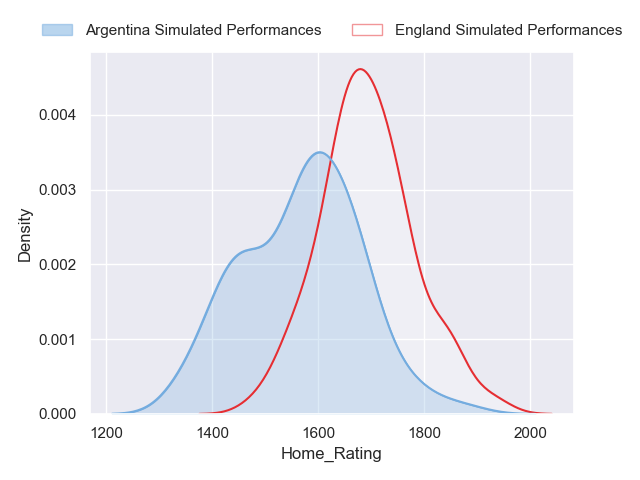 Argentina Simulated Performances England Simulated Performances
0.004
0.003
0.002
0.001
0.000
Density
1200 1400 1600 1800 2000
Home_Rating